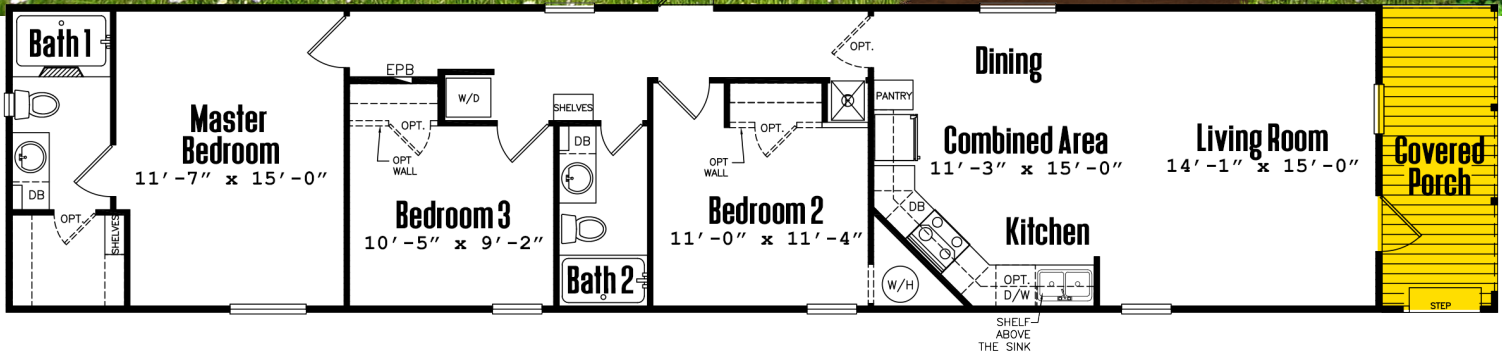 Bath 1
DB
OPT.
SHELVES
Master
Bedroom
11'-7" x 15'-0"
EPB
W/D
OPT.
OPT
WALL
Bedroom 3
10'-5" x 9'-2"
SHELVES
DB
Bath 2
OPT.
OPT
WALL
Bedroom 2
11'-0" x 11'-4"
OPT.
PANTRY
Dining
Combined Area
11'-3" x 15'-0"
DB
Kitchen
W/H
OPT.
D/W
SHELF
ABOVE
THE SINK
Living Room
14'-1" x 15'-0"
Covered
Porch
STEP